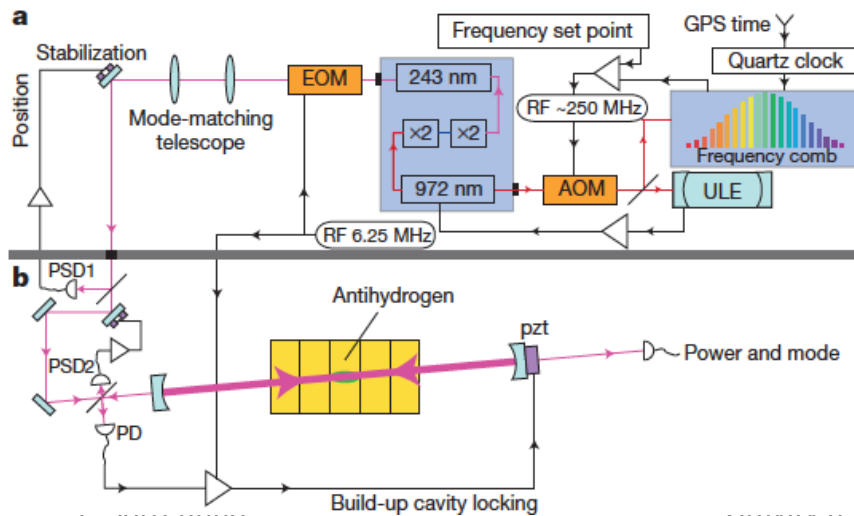 a
Stabilization
Position
Mode-matching
telescope
EOM
243 nm
×2
×2
972 nm
Frequency set point
RF ~250 MHz
AOM
GPS time
Quartz clock
Frequency comb
ULE
RF 6.25 MHz
b
PSD1
PSD2
PD
Antihydrogen
pzt
Power and mode
Build-up cavity locking